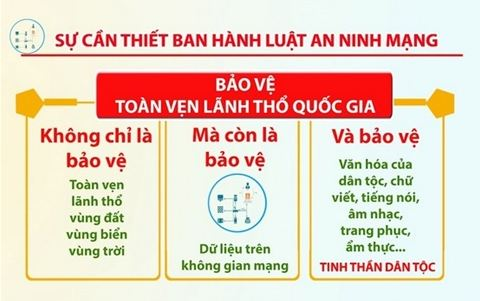 SỰ CẦN THIẾT BAN HÀNH LUẬT AN NINH MẠNG
BẢO VỆ
TOÀN VẸN LÃNH THỔ QUỐC GIA
Không chỉ là
bảo vệ
Toàn vẹn
lãnh thổ
vùng đất
vùng biển
vùng trời
Mà còn là
bảo vệ
Dữ liệu trên
không gian mạng
Và bảo vệ
Văn hóa của
dân tộc, chữ
viết, tiếng nói,
âm nhạc,
trang phục,
ẩm thực...
TINH THẦN DÂN TỘC